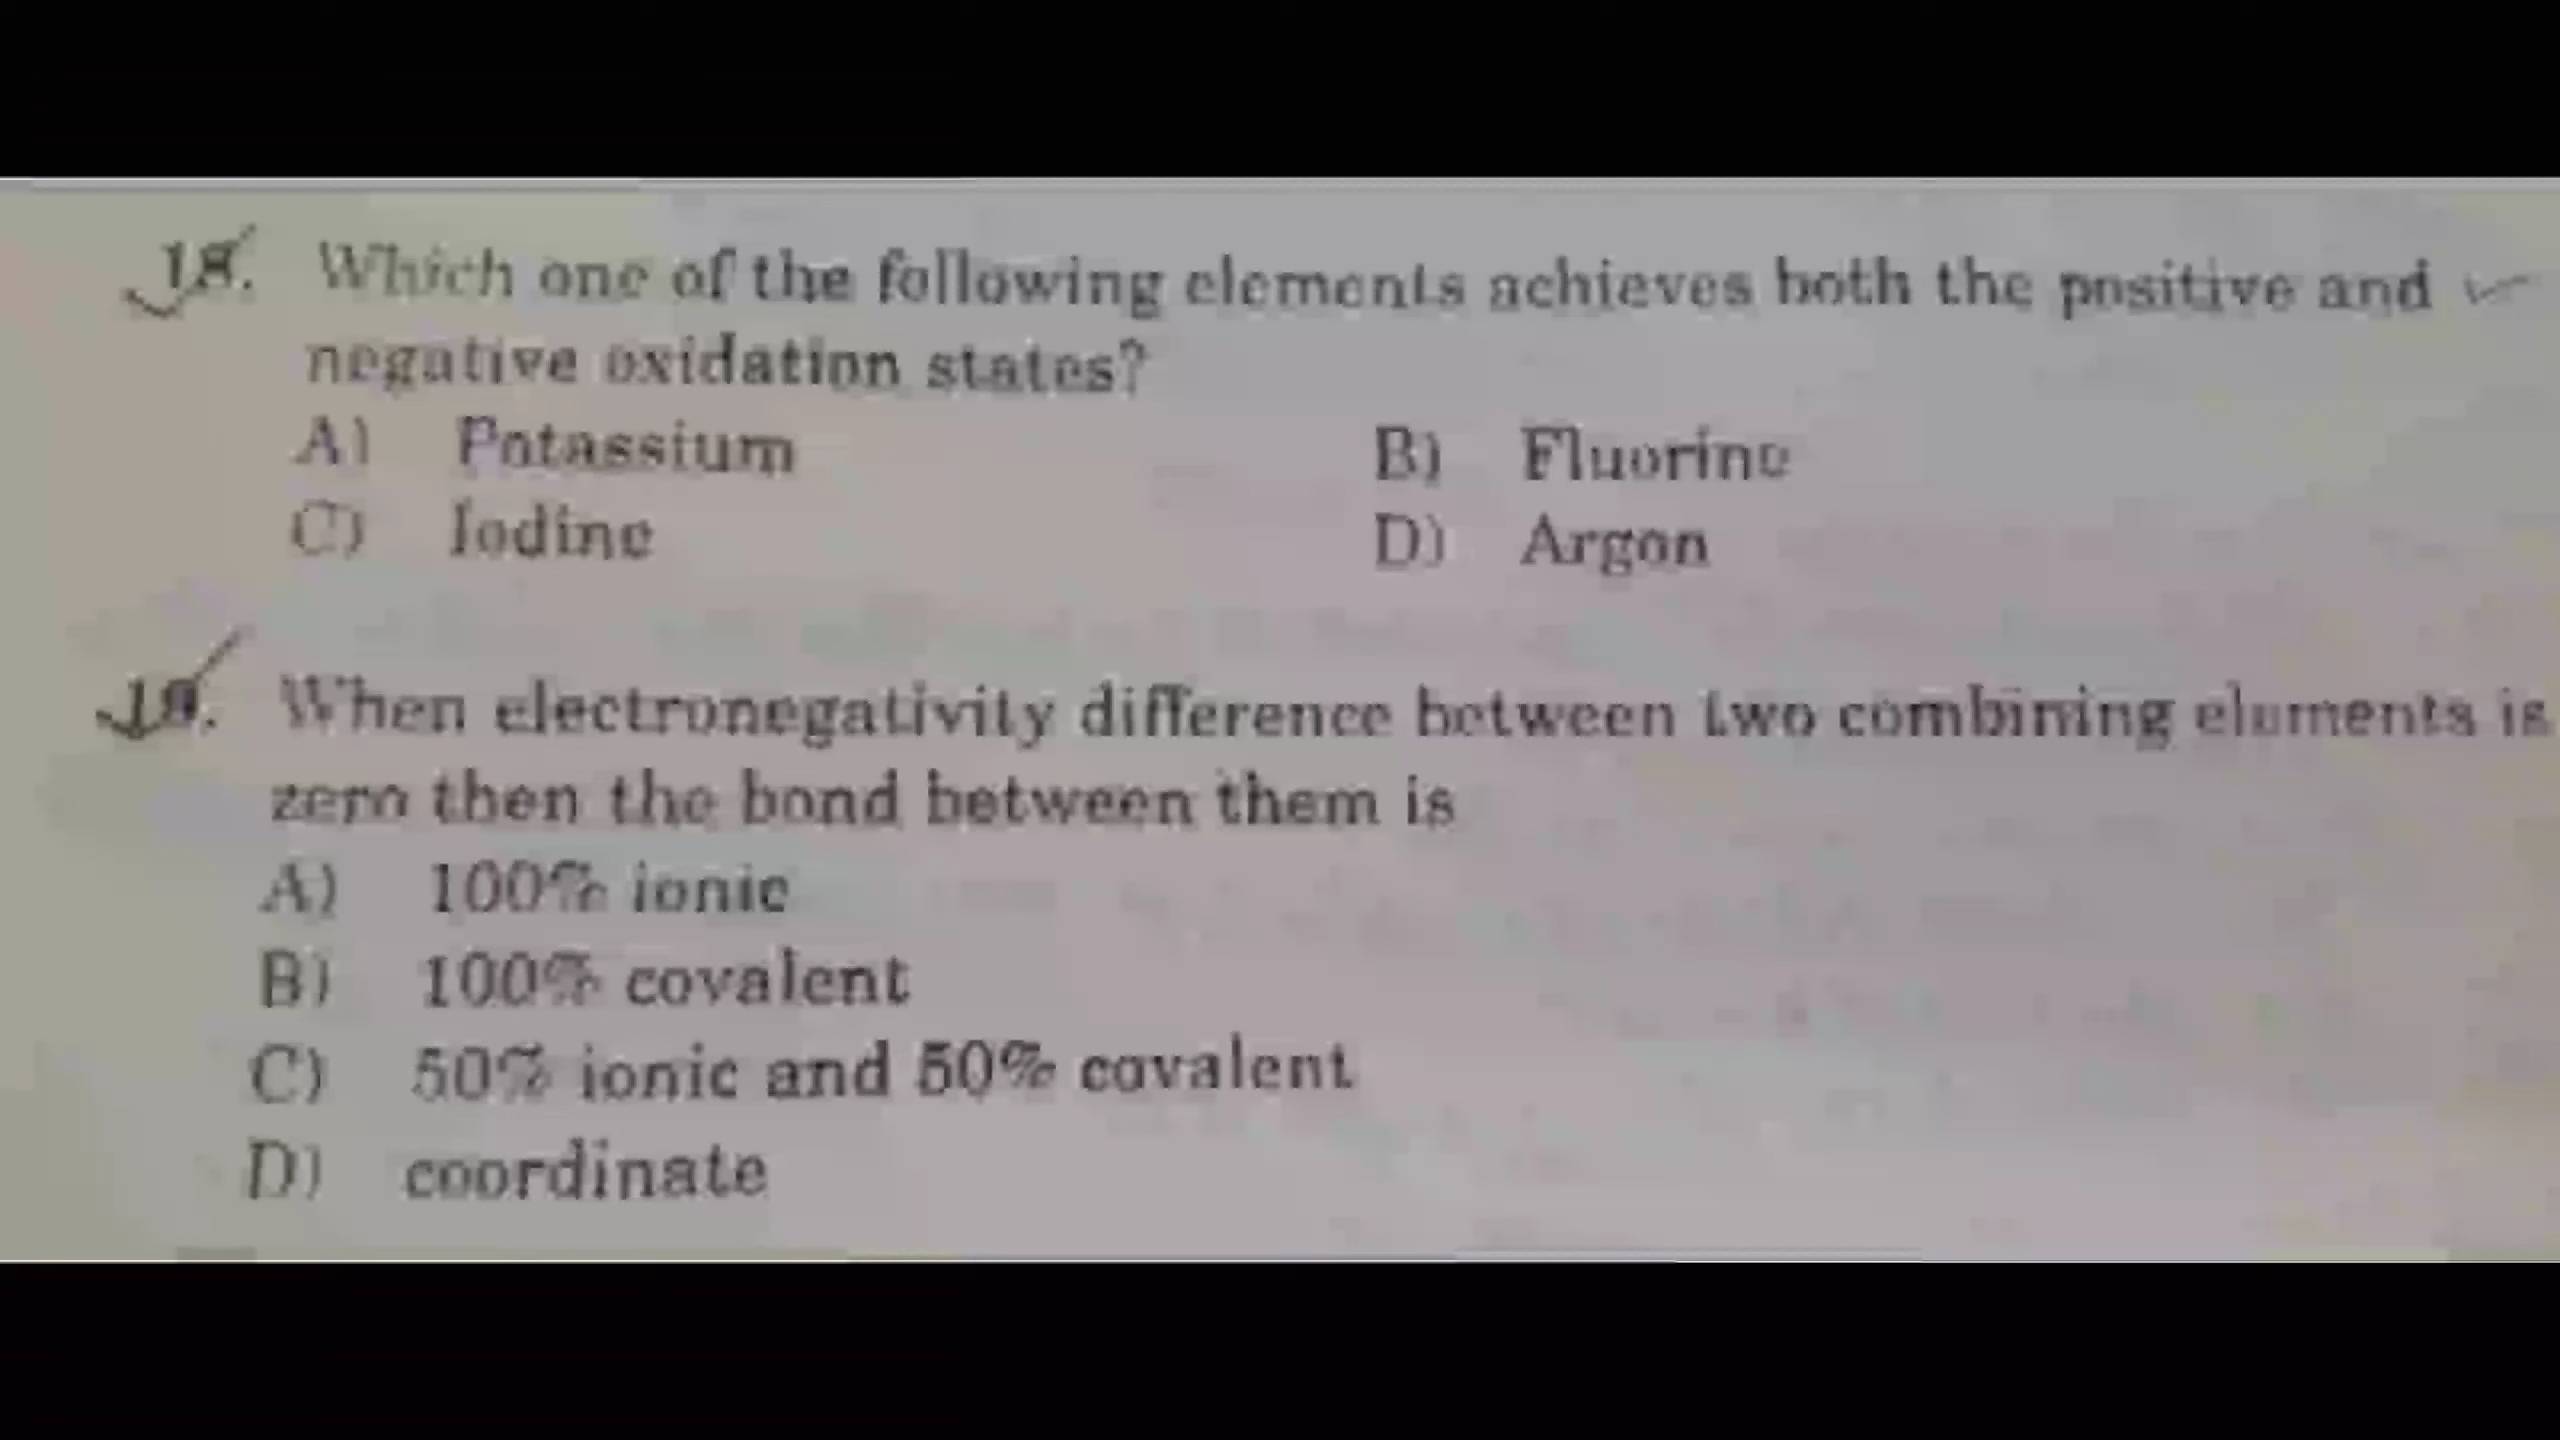 18. Which one of the following elements achieves both the positive and
negative oxidation states?
A) Potassium B) Fluorine
C) Iodine D) Argon
19. When electronegativity difference between two combining elements is
zero then the bond between them is
A) 100% ionic
B) 100% covalent
C) 50% ionic and 50% covalent
D) coordinate